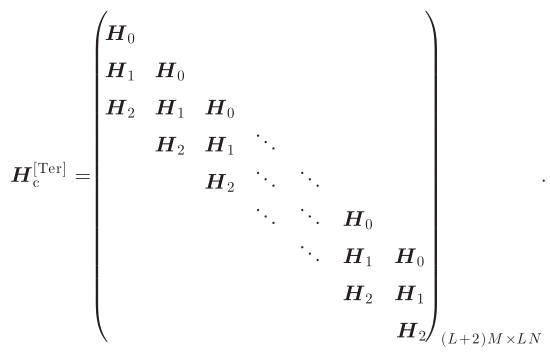 H_0
H_1 H_0
H_2 H_1 H_0
H_2 H_1 ⋱
H_c^{[Ter]} = ( H_2 ⋱ ⋱ ) .
⋱ ⋱ H_0
⋱ H_1 H_0
H_2 H_1
H_2 (L+2)M×LN